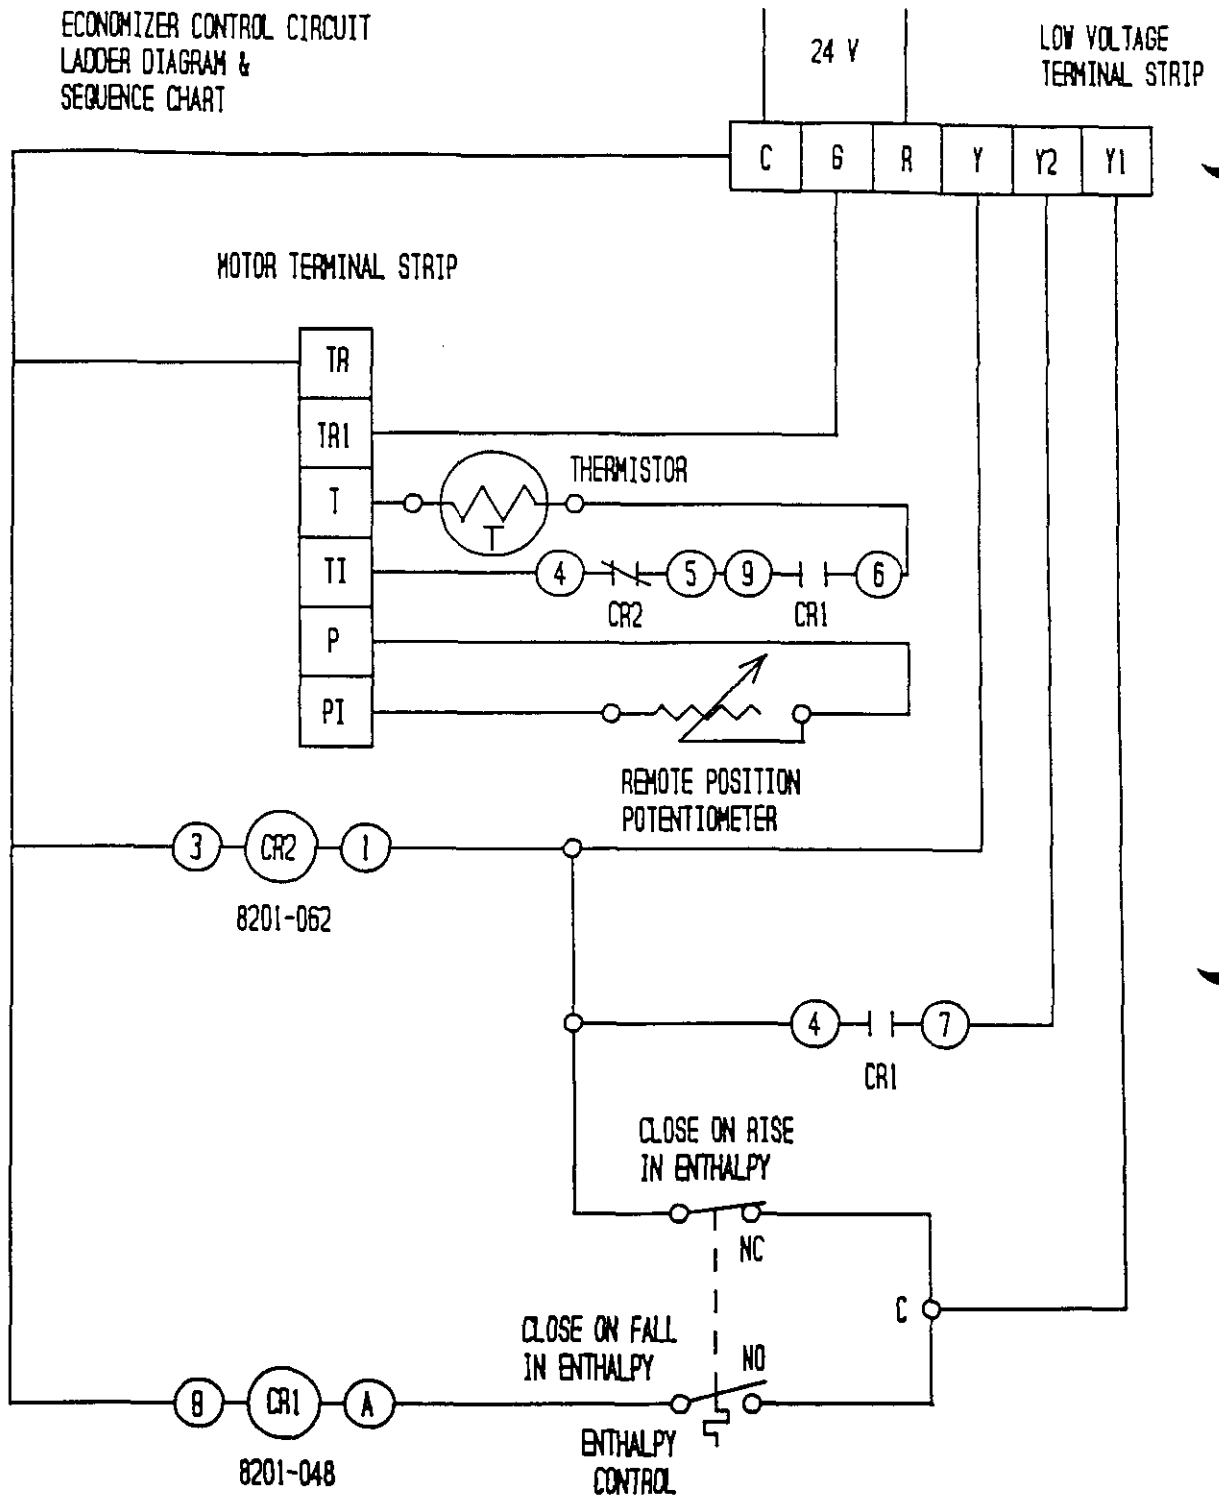 ECONOMIZER CONTROL CIRCUIT
LADDER DIAGRAM &
SEQUENCE CHART
24 V
LOW VOLTAGE
TERMINAL STRIP
C G R Y Y2 Y1
MOTOR TERMINAL STRIP
TR
TR1
T
THERMISTOR
T
T1
4 5 9 6
CR2 CR1
P
P1
REMOTE POSITION
POTENTIOMETER
3 CR2 1
8201-062
4 7
CR1
CLOSE ON RISE
IN ENTHALPY
NC
C
CLOSE ON FALL
IN ENTHALPY
NO
B CR1 A
8201-048
ENTHALPY
CONTROL